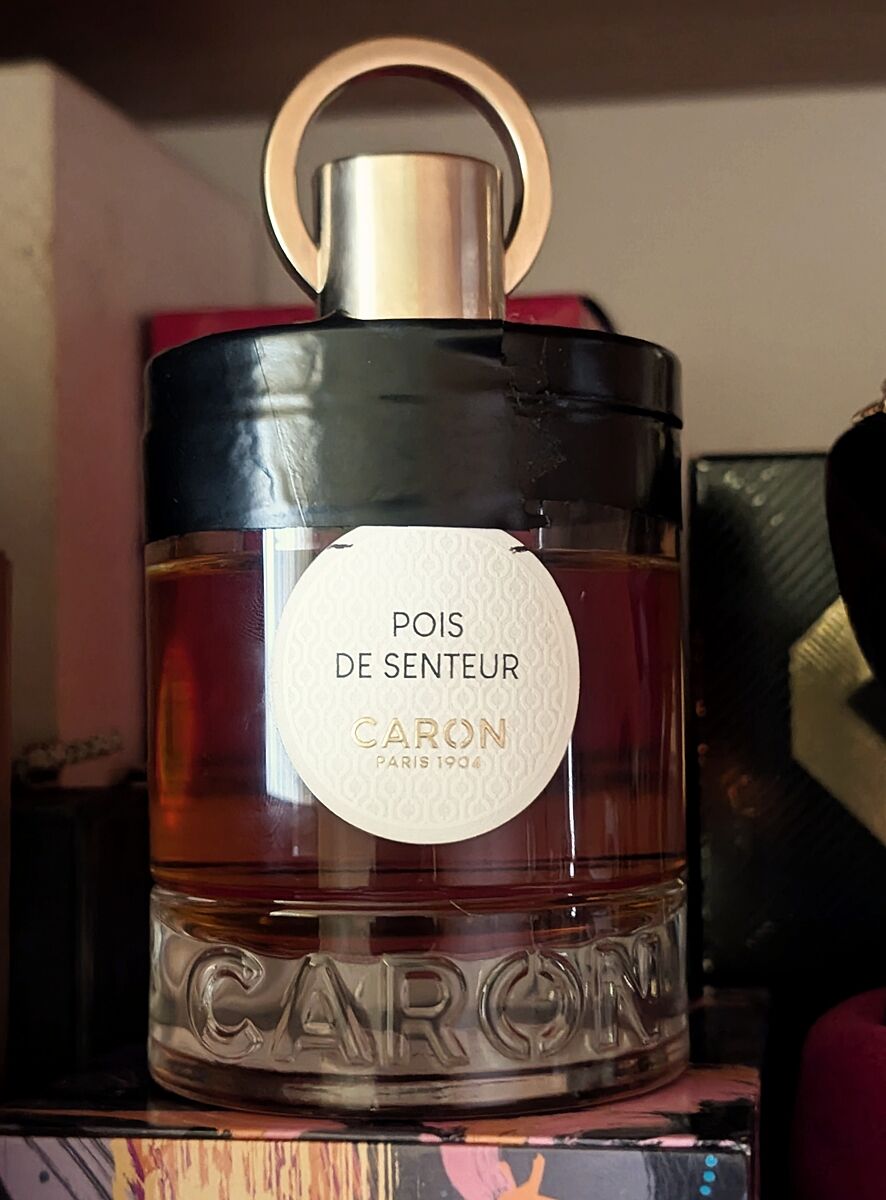 POIS
DE SENTEUR
CARON
PARIS 1904
CARON